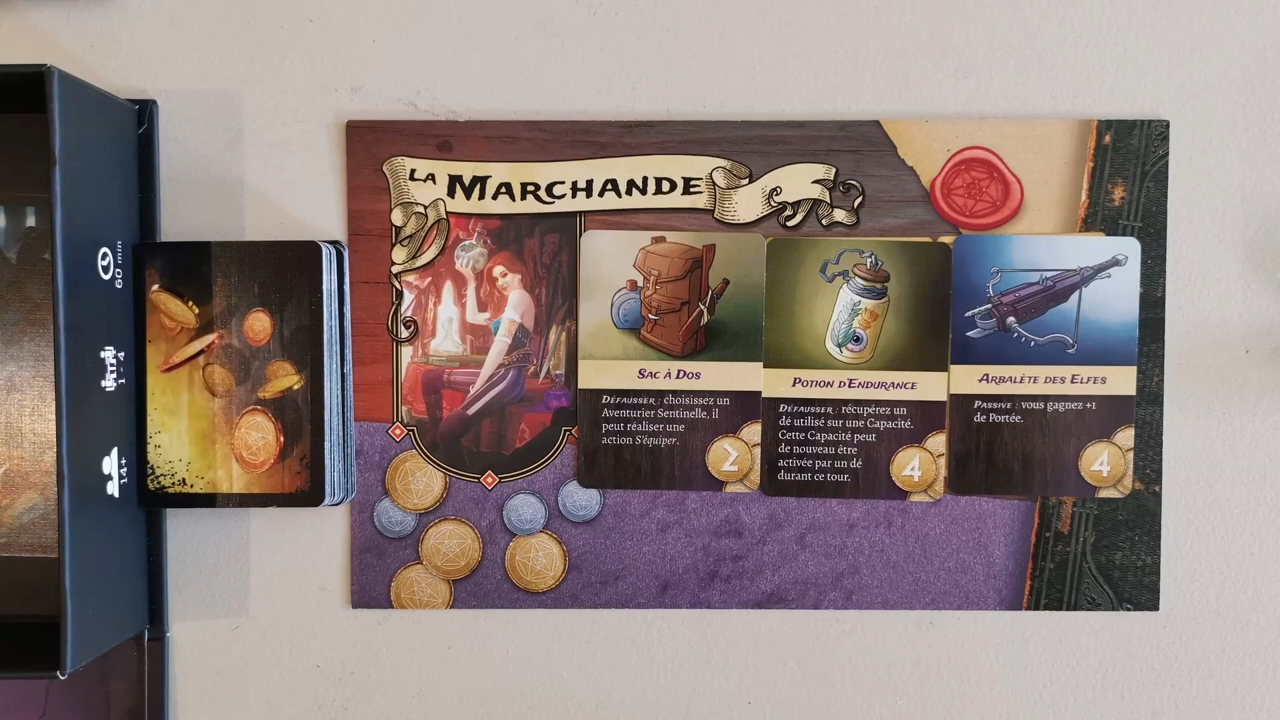 60 min
1 - 4
14+
LA MARCHANDE
SAC À DOS
DÉFAUSSER : choisissez un
Aventurier Sentinelle, il
peut réaliser une
action S'équiper.
2
POTION D'ENDURANCE
DÉFAUSSER : récupérez un
dé utilisé sur une Capacité.
Cette Capacité peut
de nouveau être
activée par un dé
durant ce tour.
4
ARBALÈTE DES ELFES
PASSIVE : vous gagnez +1
de Portée.
4